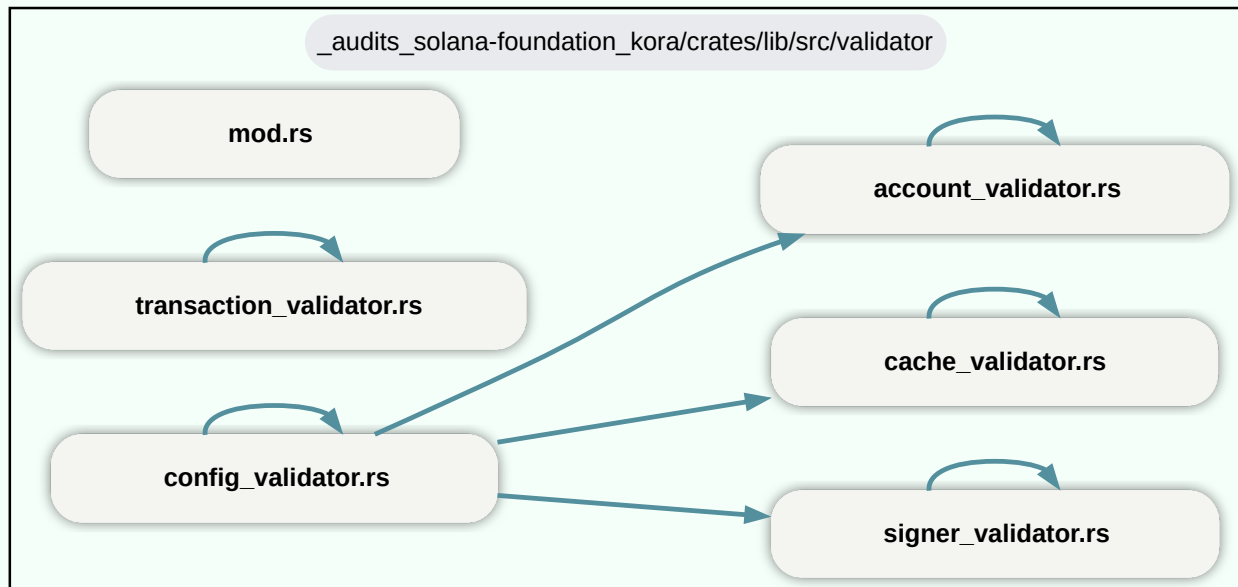 _audits_solana-foundation_kora/crates/lib/src/validator
mod.rs
account_validator.rs
transaction_validator.rs
cache_validator.rs
config_validator.rs
signer_validator.rs